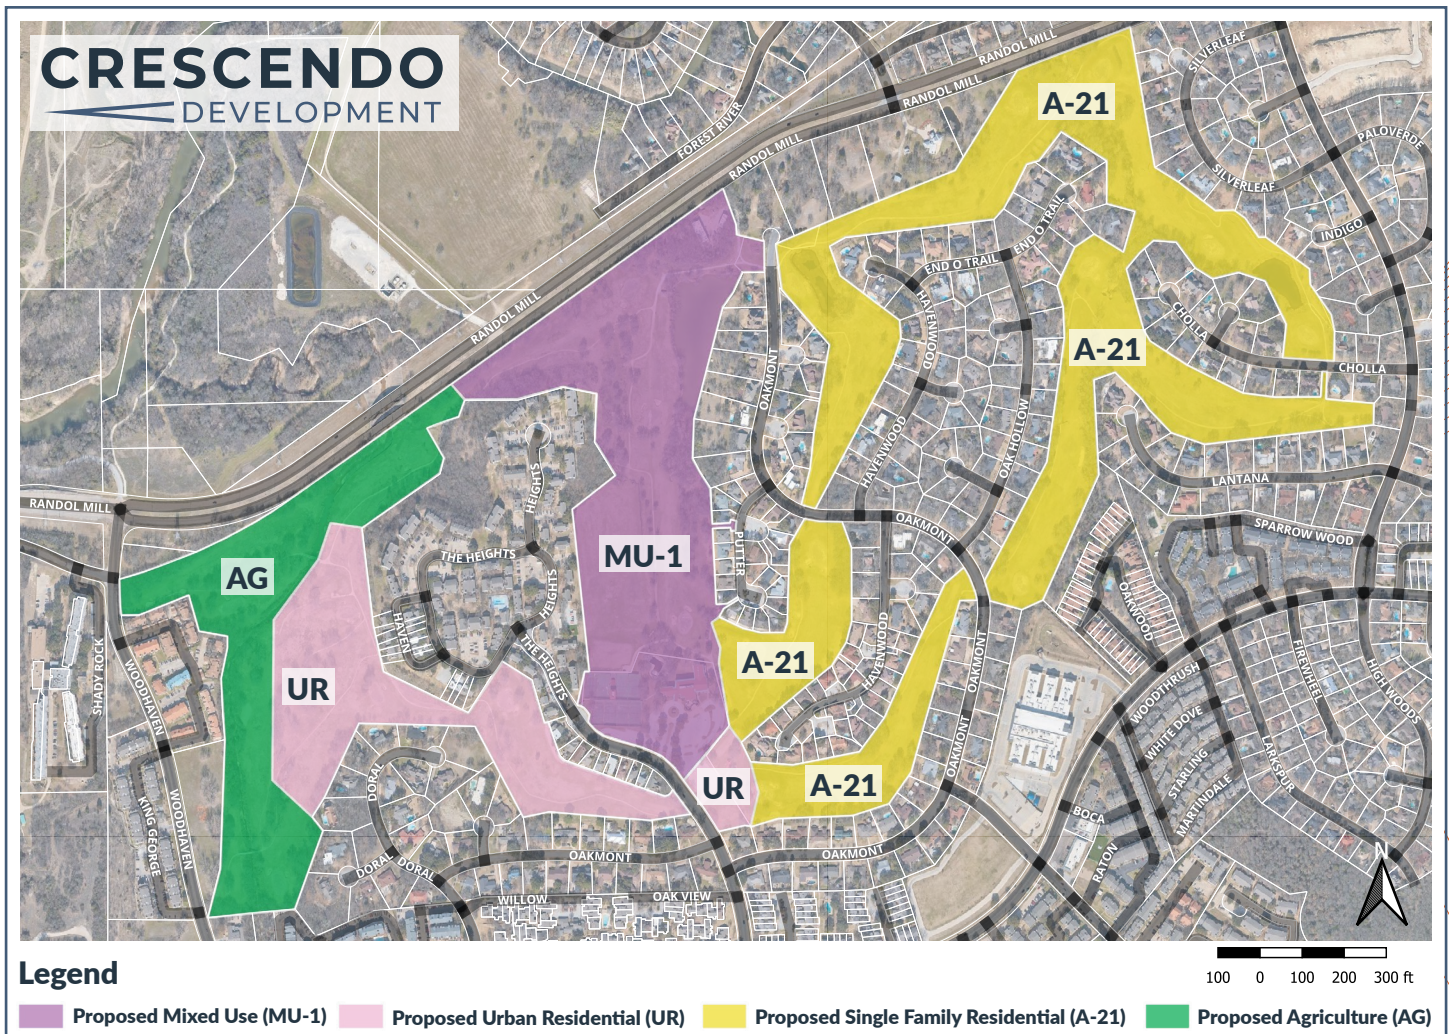 CRESCENDO
DEVELOPMENT
RANDOL MILL
RANDOL MILL
RANDOL MILL
RANDOL MILL
RANDOL MILL
FOREST RIVER
SILVERLEAF
SILVERLEAF
PALOVERDE
INDIGO
A-21
END O TRAIL
END O TRAIL
HAVENWOOD
CHOLLA
CHOLLA
A-21
OAKMONT
HAVENWOOD
OAK HOLLOW
LANTANA
SPARROW WOOD
OAKMONT
HEIGHTS
THE HEIGHTS
HEIGHTS
THE HEIGHTS
HAVEN
MU-1
PUTTER
AG
UR
A-21
HAVENWOOD
OAKMONT
OAKMONT
OAKWOOD
WOODTHRUSH
WHITE DOVE
STARLING
MARTINDALE
FIREWHEEL
HIGH WOODS
LARKSPUR
SHADY ROCK
WOODHAVEN
WOODHAVEN
KING GEORGE
DORAL
DORAL
DORAL
UR
A-21
OAKMONT
OAKMONT
BOCA
RATON
WILLOW
OAK VIEW
N
100 0 100 200 300 ft
Legend
Proposed Mixed Use (MU-1)
Proposed Urban Residential (UR)
Proposed Single Family Residential (A-21)
Proposed Agriculture (AG)